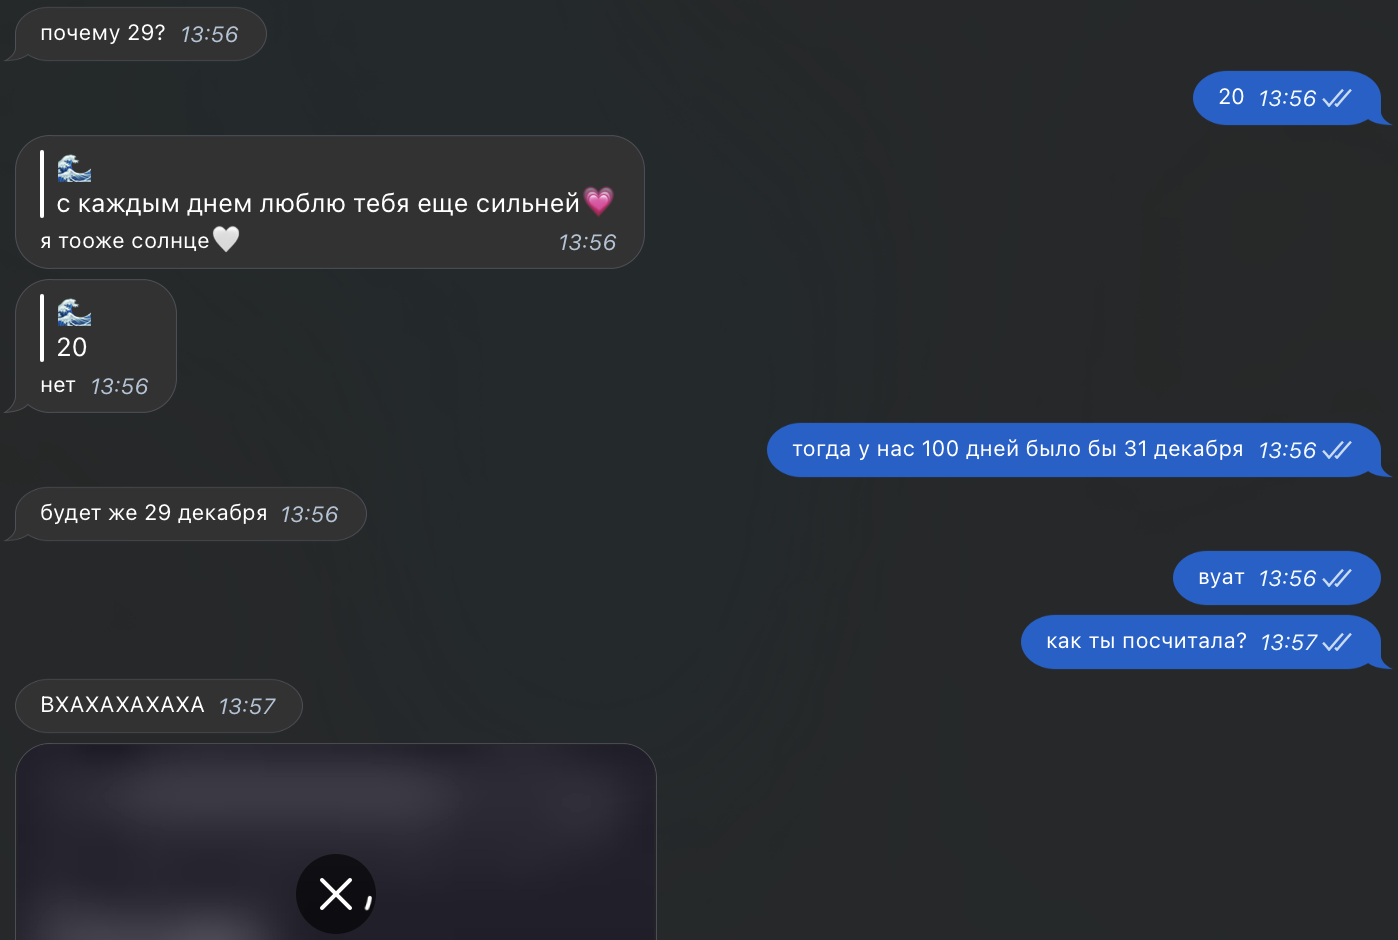 почему 29? 13:56
20 13:56
🌊
с каждым днем люблю тебя еще сильней💗
я тооже солнце🤍 13:56
🌊
20
нет 13:56
тогда у нас 100 дней было бы 31 декабря 13:56
будет же 29 декабря 13:56
вуат 13:56
как ты посчитала? 13:57
ВХАХАХАХАХА 13:57